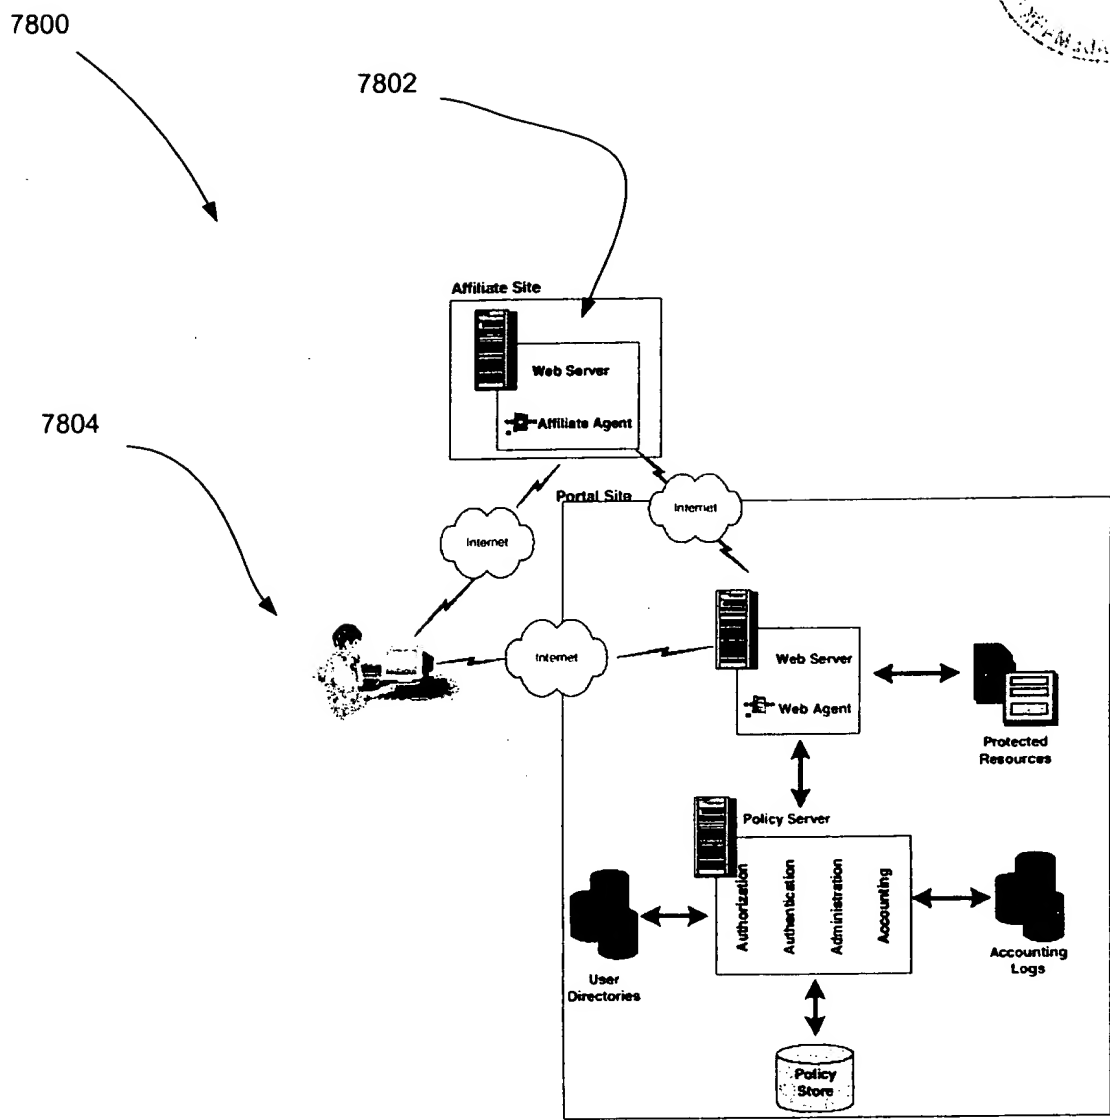 7800
7802
Affiliate Site
Web Server
Affiliate Agent
7804
Portal Site
Internet
Internet
Internet
Web Server
Web Agent
Protected
Resources
Policy Server
Authorization
Authentication
Administration
Accounting
User
Directories
Accounting
Logs
Policy
Store